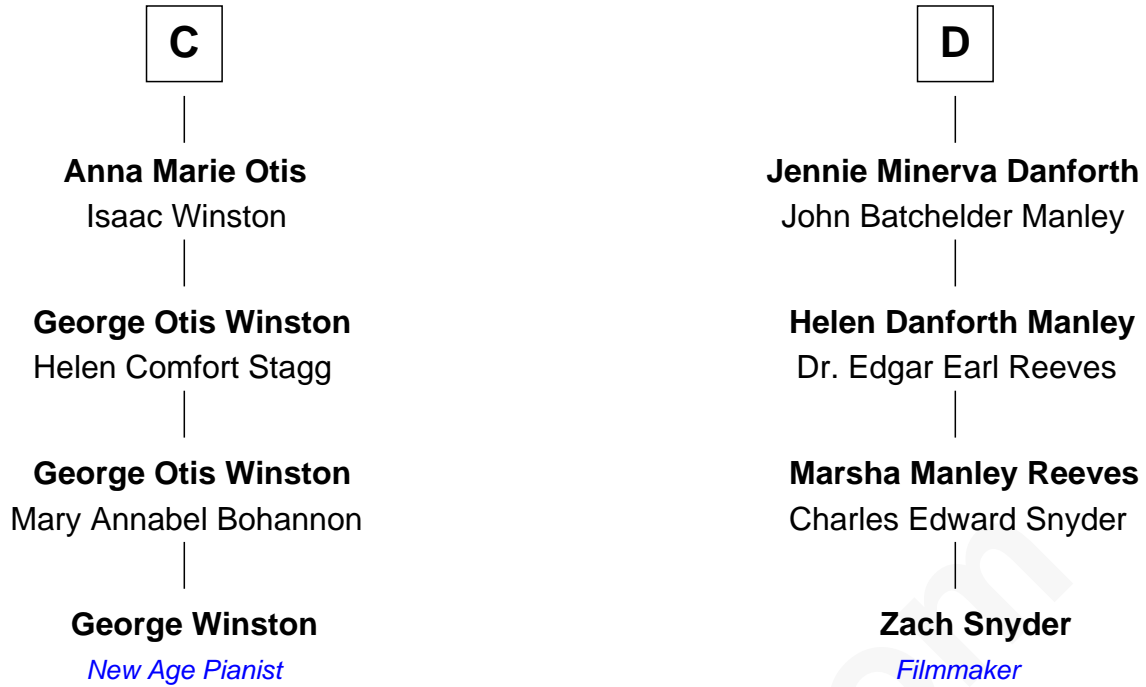 C
Anna Marie Otis
Isaac Winston
George Otis Winston
Helen Comfort Stagg
George Otis Winston
Mary Annabel Bohannon
George Winston
New Age Pianist
D
Jennie Minerva Danforth
John Batchelder Manley
Helen Danforth Manley
Dr. Edgar Earl Reeves
Marsha Manley Reeves
Charles Edward Snyder
Zach Snyder
Filmmaker